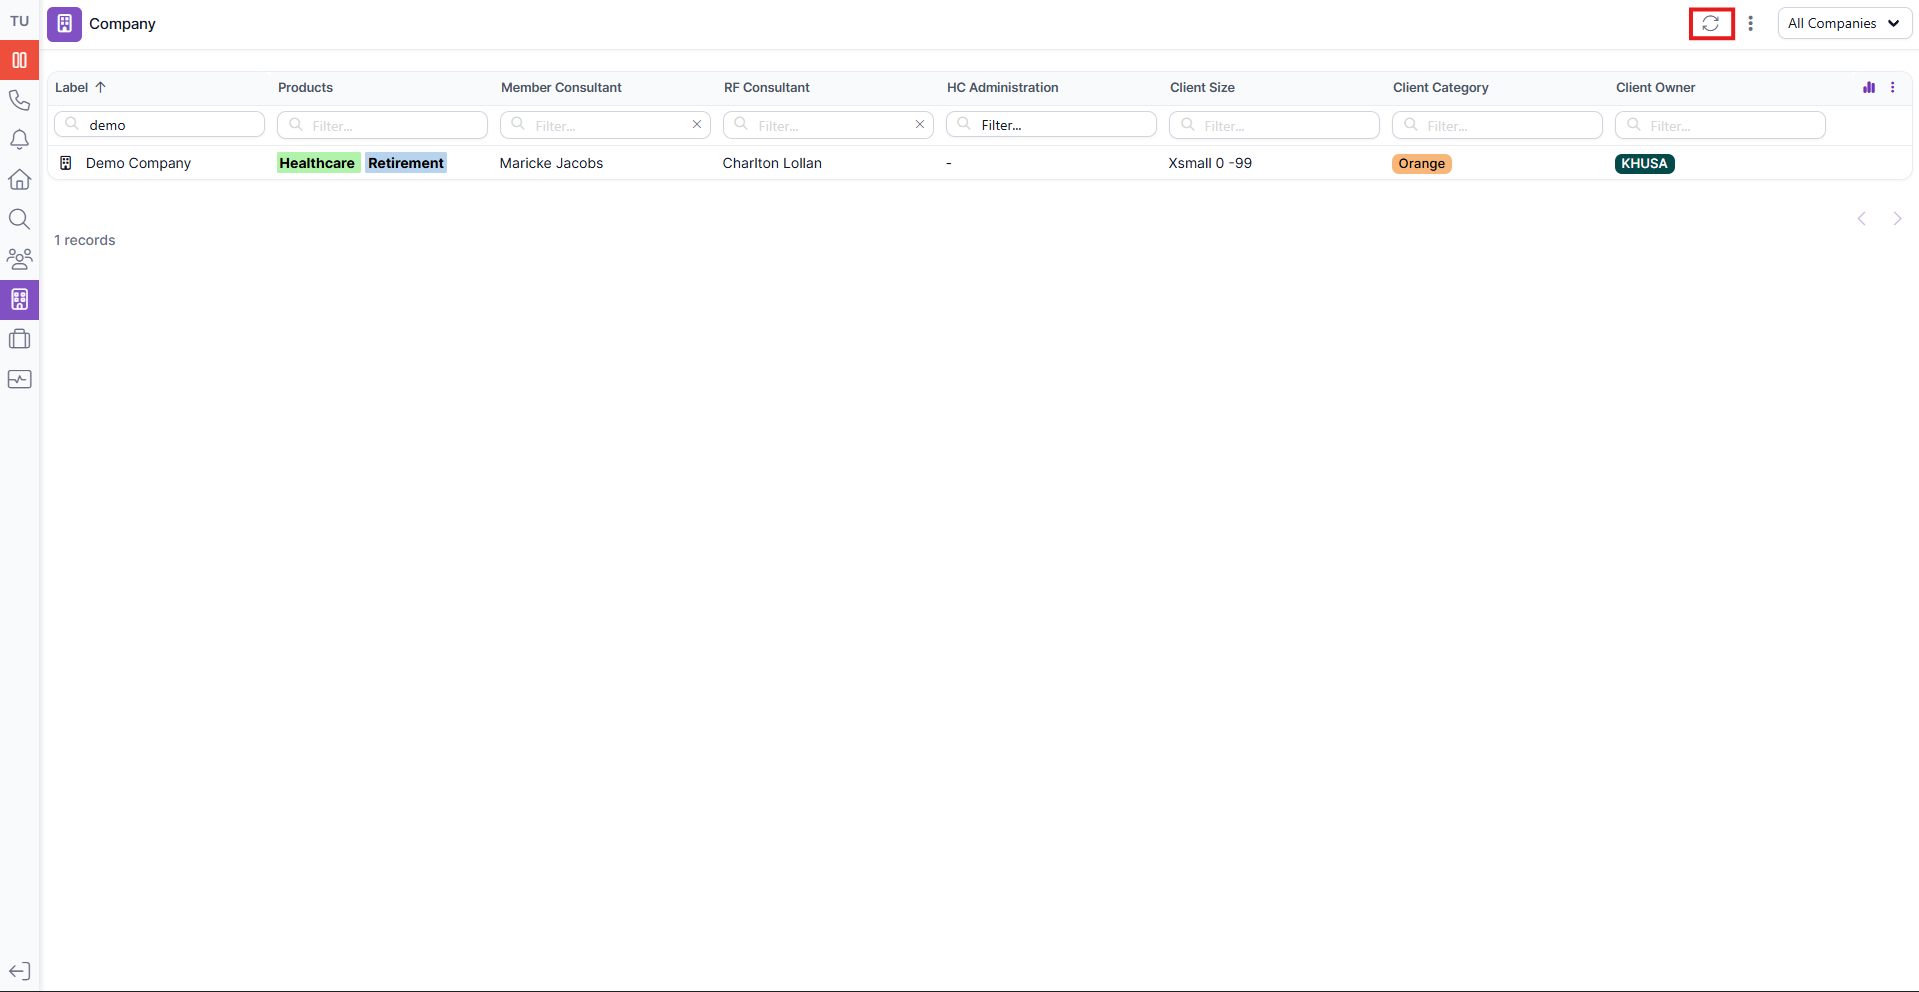 TU
Company
All Companies
Label Products Member Consultant RF Consultant HC Administration Client Size Client Category Client Owner
demo Filter... Filter... Filter... Filter... Filter... Filter... Filter...
Demo Company Healthcare Retirement Maricke Jacobs Charlton Lollan - Xsmall 0 -99 Orange KHUSA
1 records